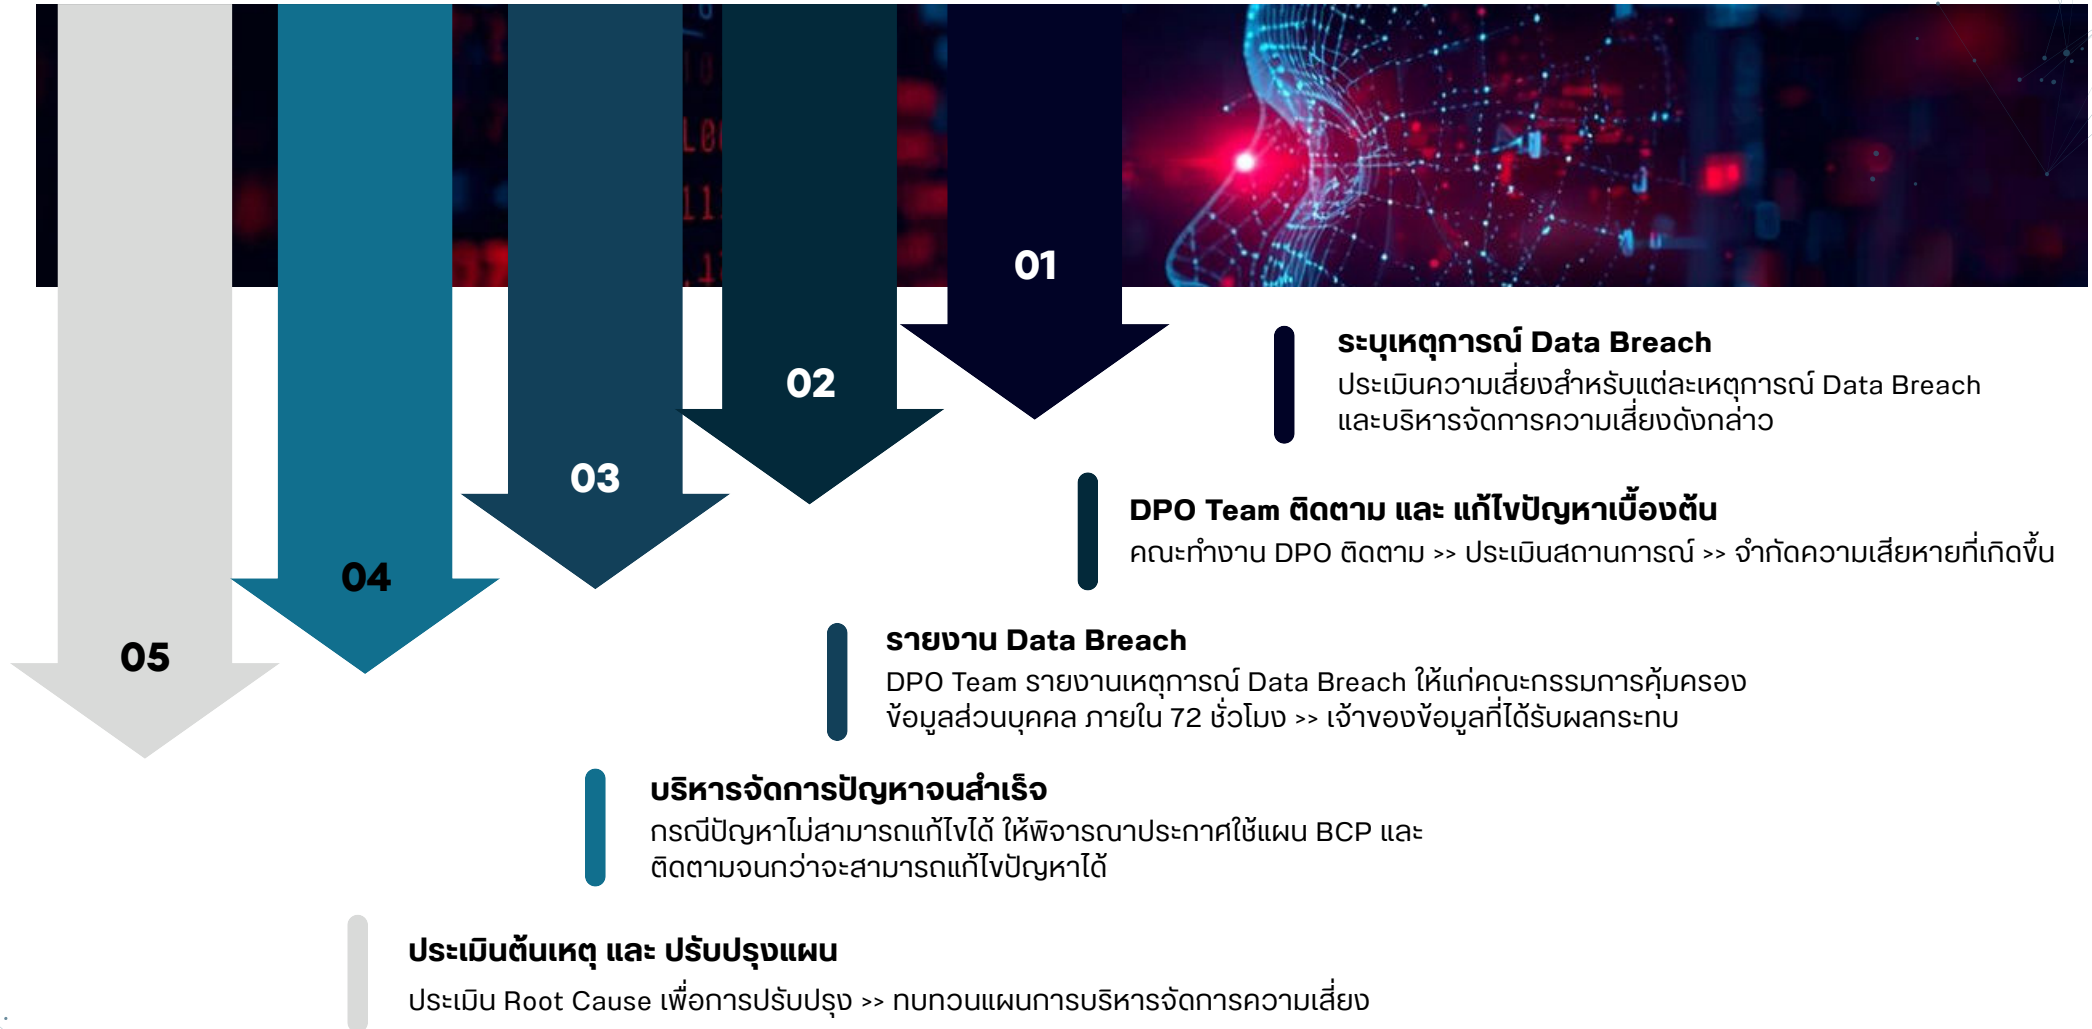 01
ระบุเหตุการณ์ Data Breach
ประเมินความเสี่ยงสำหรับแต่ละเหตุการณ์ Data Breach
และบริหารจัดการความเสี่ยงดังกล่าว
02
DPO Team ติดตาม และ แก้ไขปัญหาเบื้องต้น
คณะทำงาน DPO ติดตาม >> ประเมินสถานการณ์ >> จำกัดความเสียหายที่เกิดขึ้น
03
รายงาน Data Breach
DPO Team รายงานเหตุการณ์ Data Breach ให้แก่คณะกรรมการคุ้มครอง
ข้อมูลส่วนบุคคล ภายใน 72 ชั่วโมง >> เจ้าของข้อมูลที่ได้รับผลกระทบ
04
บริหารจัดการปัญหาจนสำเร็จ
กรณีปัญหาไม่สามารถแก้ไขได้ ให้พิจารณาประกาศใช้แผน BCP และ
ติดตามจนกว่าจะสามารถแก้ไขปัญหาได้
05
ประเมินต้นเหตุ และ ปรับปรุงแผน
ประเมิน Root Cause เพื่อการปรับปรุง >> ทบทวนแผนการบริหารจัดการความเสี่ยง